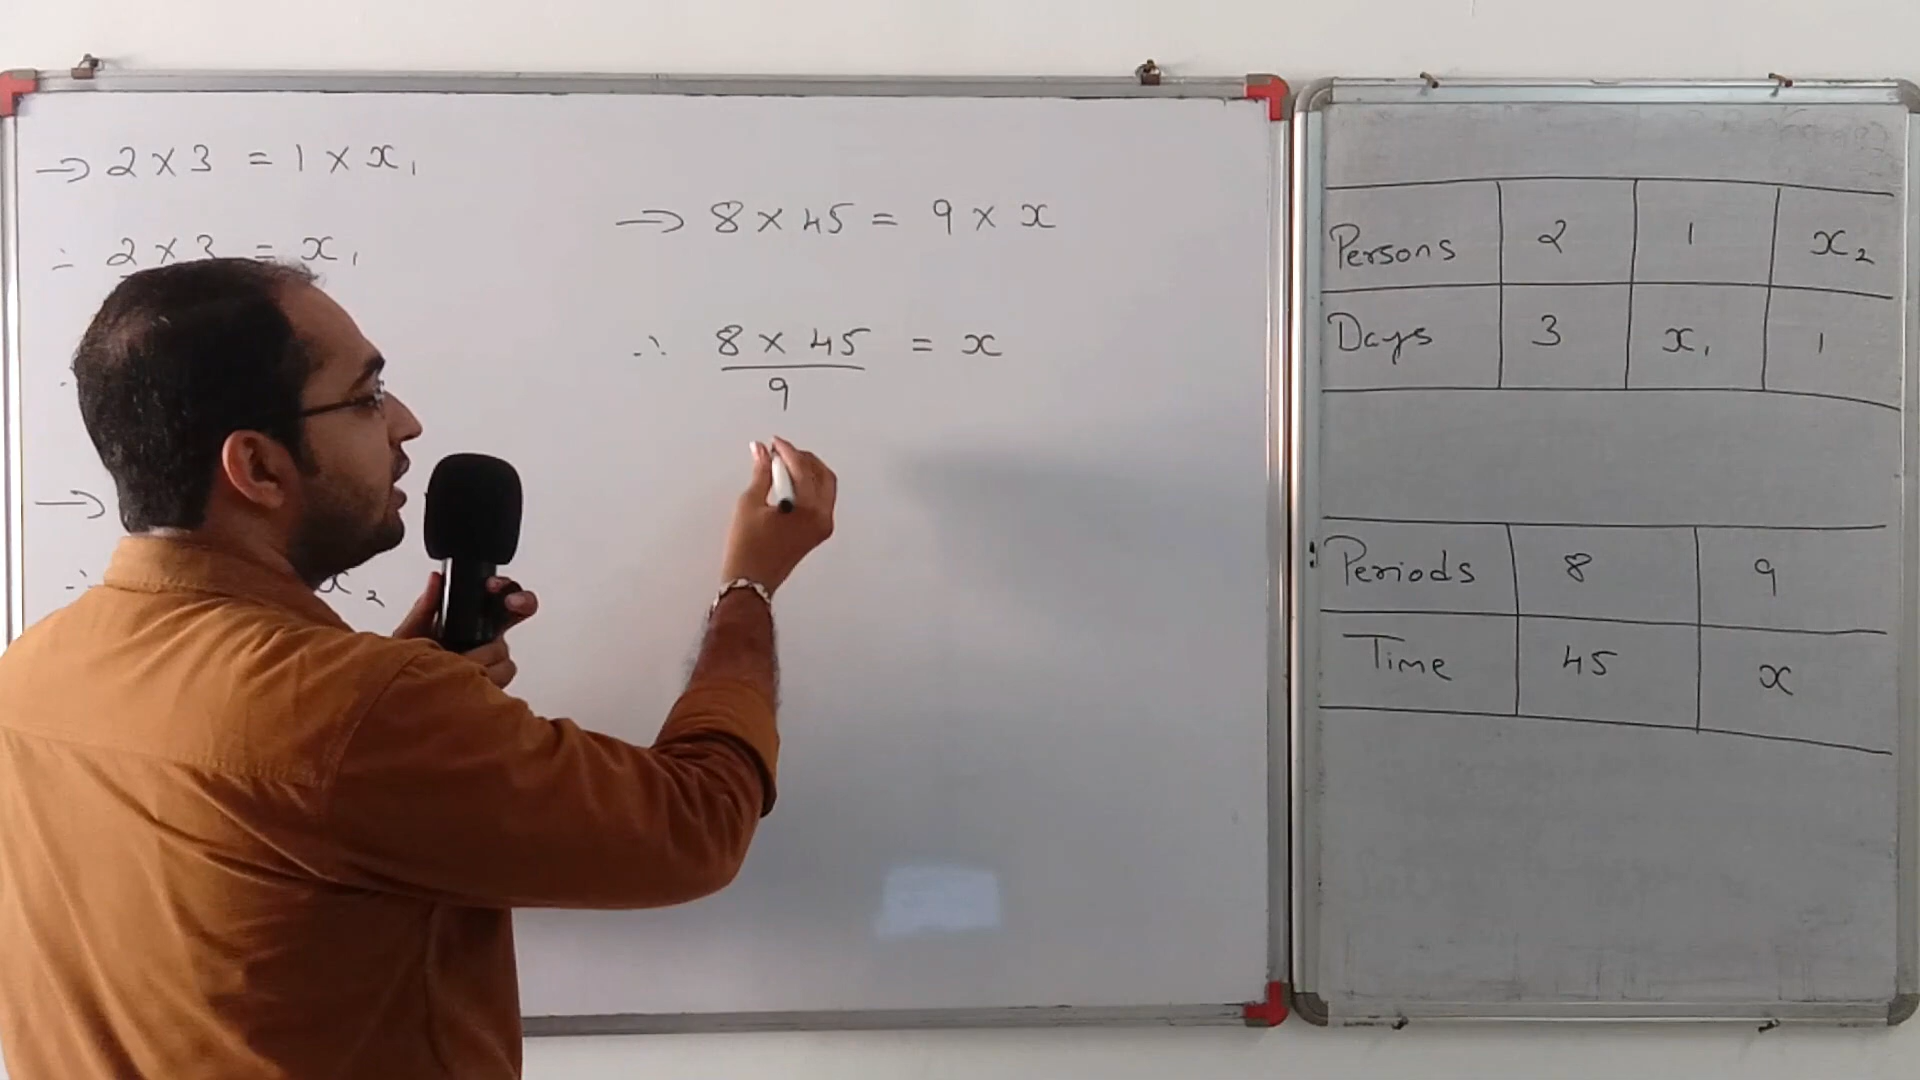 → 2 × 3 = 1 × x₁
∴ 2 × 3 = x₁
→
∴ x₂
→ 8 × 45 = 9 × x
∴ 8 × 45 = x
9
Persons 2 1 x₂
Days 3 x₁ 1
Periods 8 9
Time 45 x